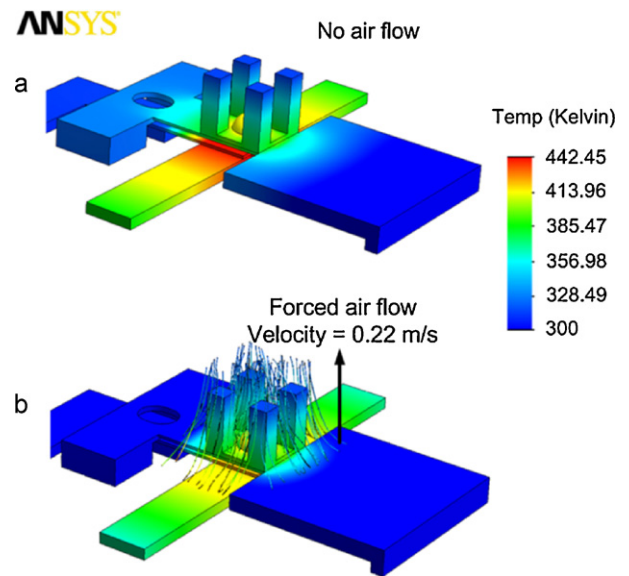 ANSYS
No air flow
a
Temp (Kelvin)
442.45
413.96
385.47
356.98
328.49
300
Forced air flow
Velocity = 0.22 m/s
b